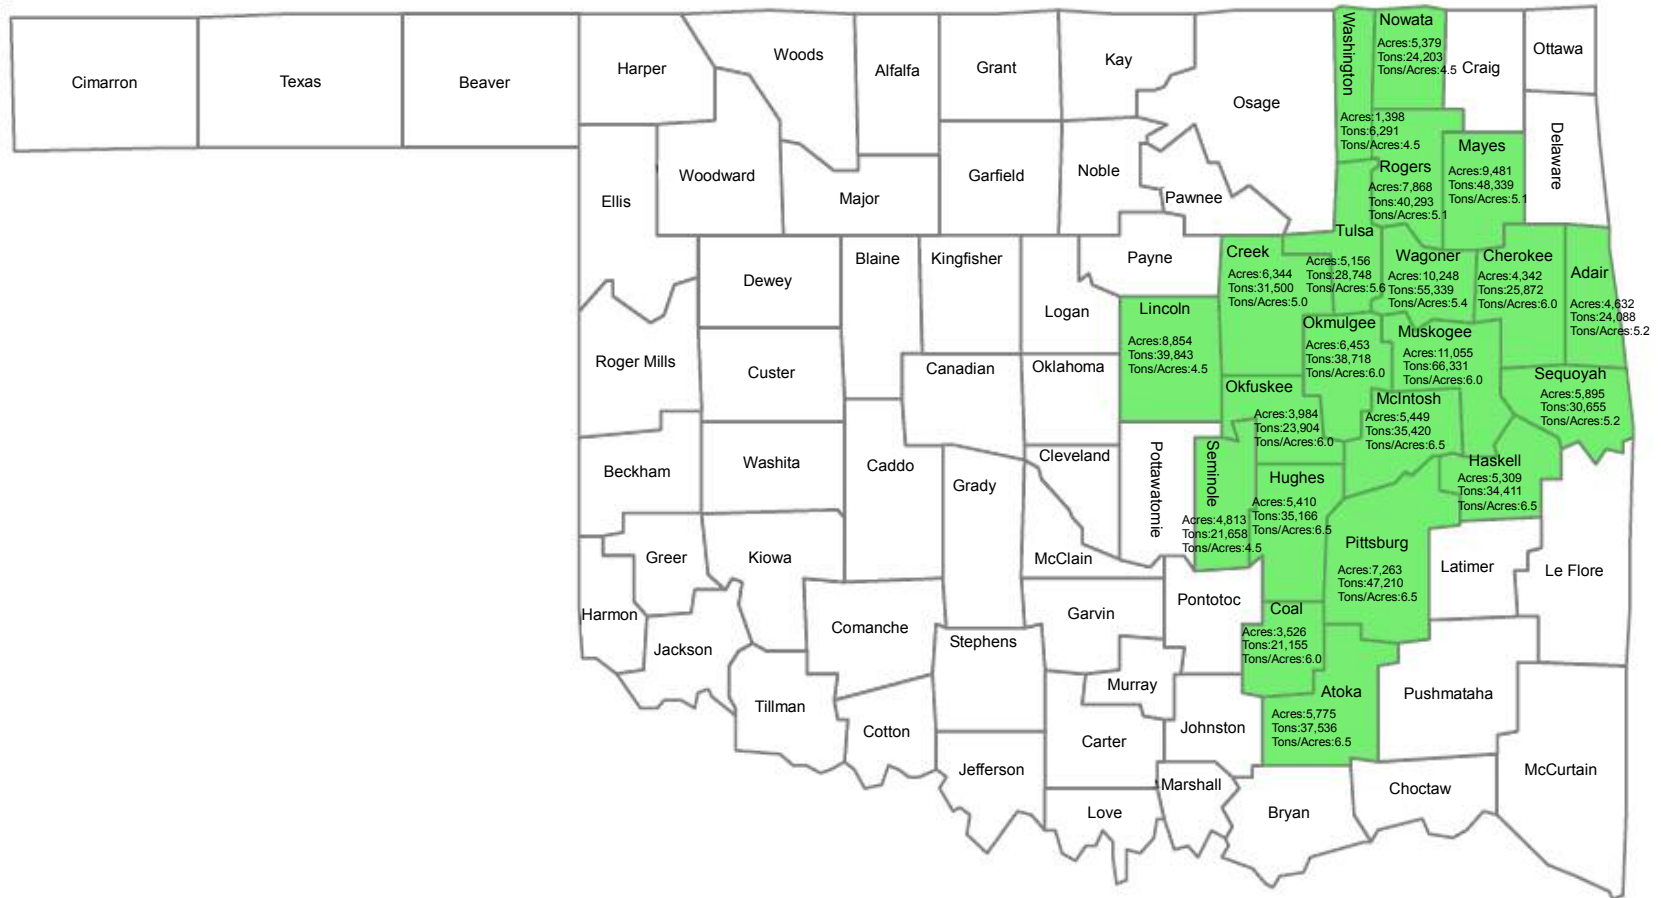 Cimarron
Texas
Beaver
Harper
Woods
Alfalfa
Grant
Kay
Osage
Washington
Acres:1,398
Tons:6,291
Tons/Acres:4.5
Nowata
Acres:5,379
Tons:24,203
Tons/Acres:4.5
Craig
Ottawa
Delaware
Ellis
Woodward
Major
Garfield
Noble
Pawnee
Rogers
Acres:7,868
Tons:40,293
Tons/Acres:5.1
Mayes
Acres:9,481
Tons:48,339
Tons/Acres:5.1
Dewey
Blaine
Kingfisher
Logan
Payne
Creek
Acres:6,344
Tons:31,500
Tons/Acres:5.0
Tulsa
Acres:5,156
Tons:28,748
Tons/Acres:5.6
Wagoner
Acres:10,248
Tons:55,339
Tons/Acres:5.4
Cherokee
Acres:4,342
Tons:25,872
Tons/Acres:6.0
Adair
Acres:4,632
Tons:24,088
Tons/Acres:5.2
Roger Mills
Custer
Canadian
Oklahoma
Lincoln
Acres:8,854
Tons:39,843
Tons/Acres:4.5
Okmulgee
Acres:6,453
Tons:38,718
Tons/Acres:6.0
Muskogee
Acres:11,055
Tons:66,331
Tons/Acres:6.0
Sequoyah
Acres:5,895
Tons:30,655
Tons/Acres:5.2
Okfuskee
Acres:3,984
Tons:23,904
Tons/Acres:6.0
McIntosh
Acres:5,449
Tons:35,420
Tons/Acres:6.5
Beckham
Washita
Caddo
Grady
Cleveland
Pottawatomie
Seminole
Acres:4,813
Tons:21,658
Tons/Acres:4.5
Hughes
Acres:5,410
Tons:35,166
Tons/Acres:6.5
Haskell
Acres:5,309
Tons:34,411
Tons/Acres:6.5
Greer
Kiowa
McClain
Pittsburg
Acres:7,263
Tons:47,210
Tons/Acres:6.5
Latimer
Le Flore
Harmon
Jackson
Comanche
Stephens
Garvin
Pontotoc
Coal
Acres:3,526
Tons:21,155
Tons/Acres:6.0
Tillman
Cotton
Murray
Johnston
Atoka
Acres:5,775
Tons:37,536
Tons/Acres:6.5
Pushmataha
Jefferson
Carter
Marshall
Love
Bryan
Choctaw
McCurtain